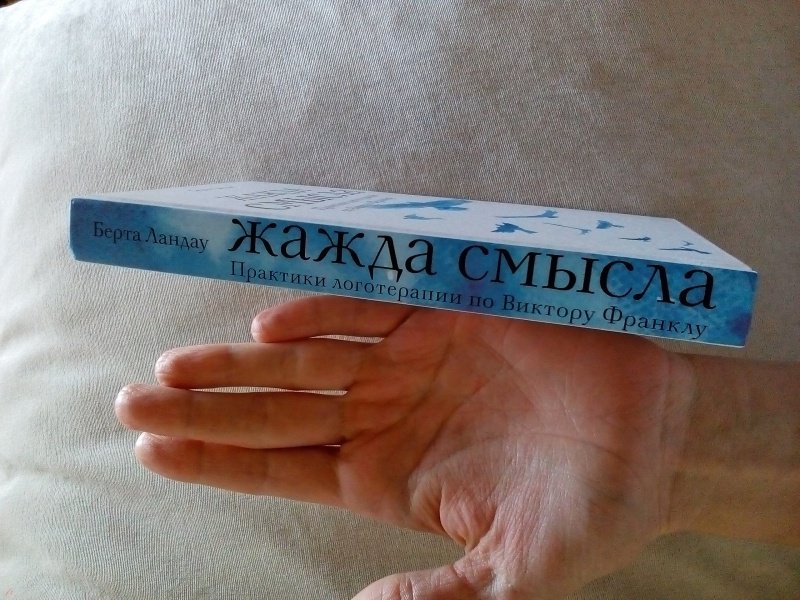 Берта Ландау
жажда смысла
Практики логотерапии по Виктору Франклу